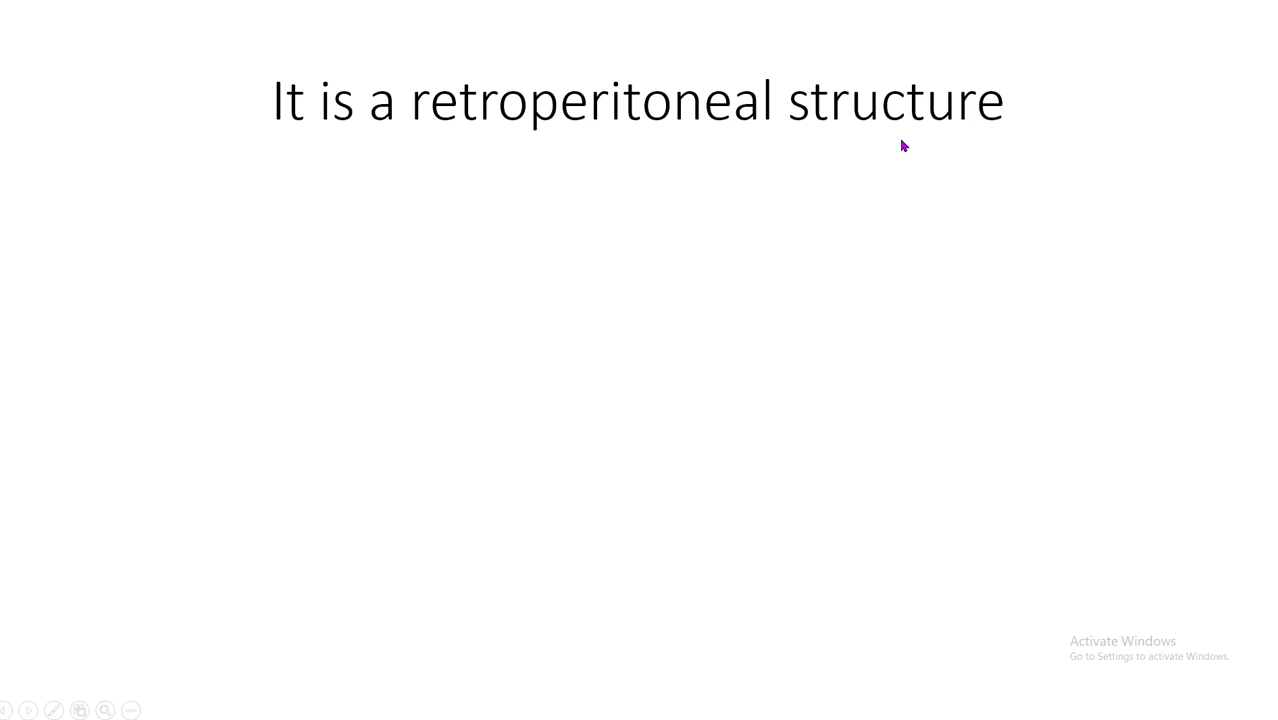 It is a retroperitoneal structure
Activate Windows
Go to Settings to activate Windows.